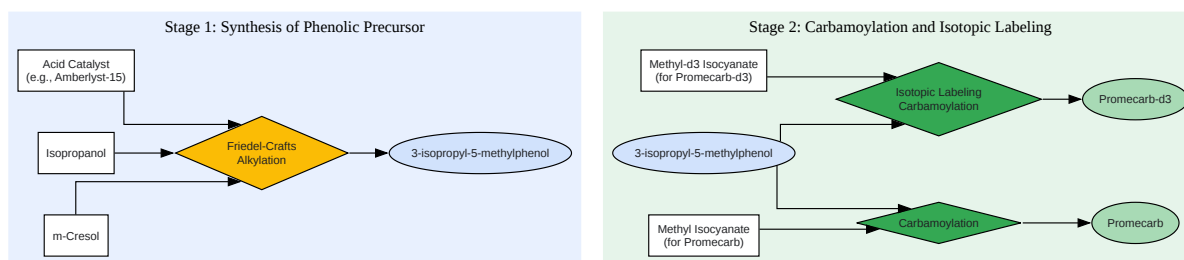 Stage 1: Synthesis of Phenolic Precursor
Acid Catalyst
(e.g., Amberlyst-15)
Isopropanol
Friedel-Crafts
Alkylation
3-isopropyl-5-methylphenol
m-Cresol
Stage 2: Carbamoylation and Isotopic Labeling
Methyl-d3 Isocyanate
(for Promecarb-d3)
Isotopic Labeling
Carbamoylation
Promecarb-d3
3-isopropyl-5-methylphenol
Methyl Isocyanate
(for Promecarb)
Carbamoylation
Promecarb